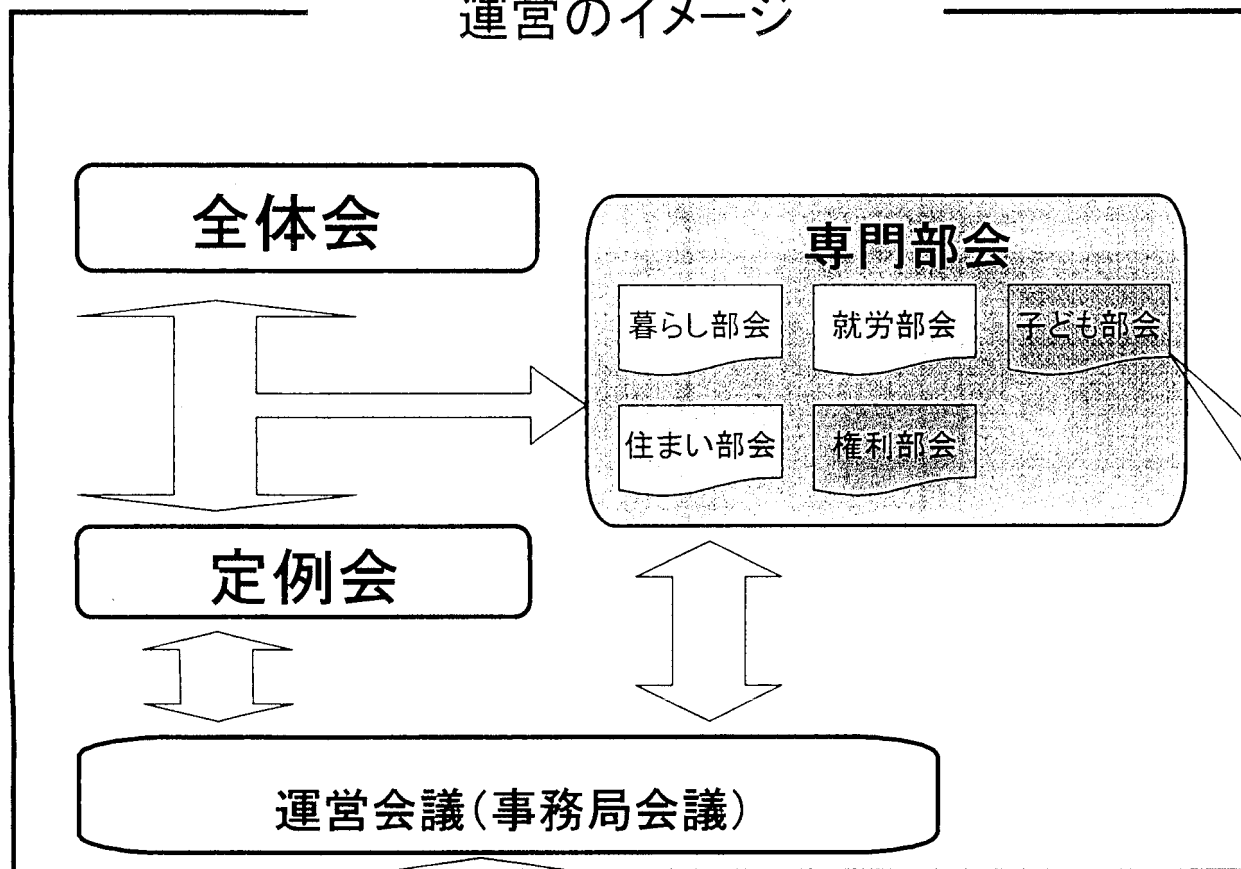 運営のイメージ
全体会
専門部会
暮らし部会
就労部会
子ども部会
住まい部会
権利部会
定例会
運営会議(事務局会議)